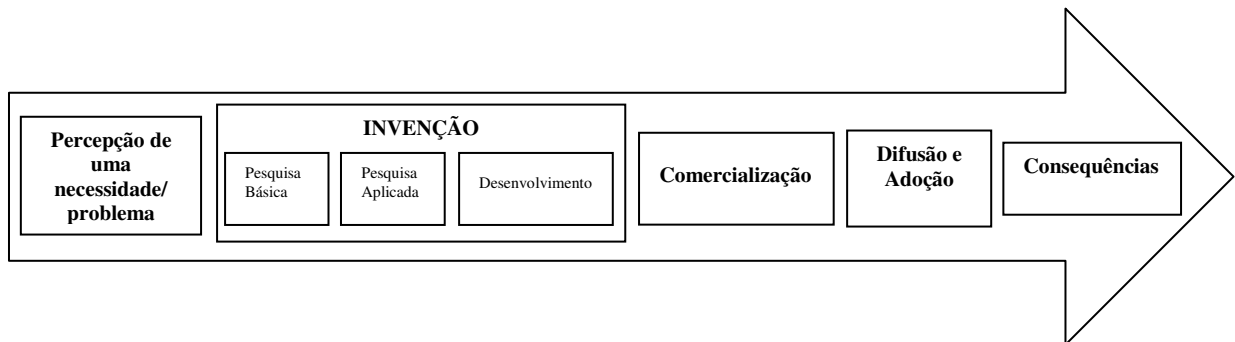 Percepção de
uma
necessidade/
problema
INVENÇÃO
Pesquisa
Básica
Pesquisa
Aplicada
Desenvolvimento
Comercialização
Difusão e
Adoção
Consequências